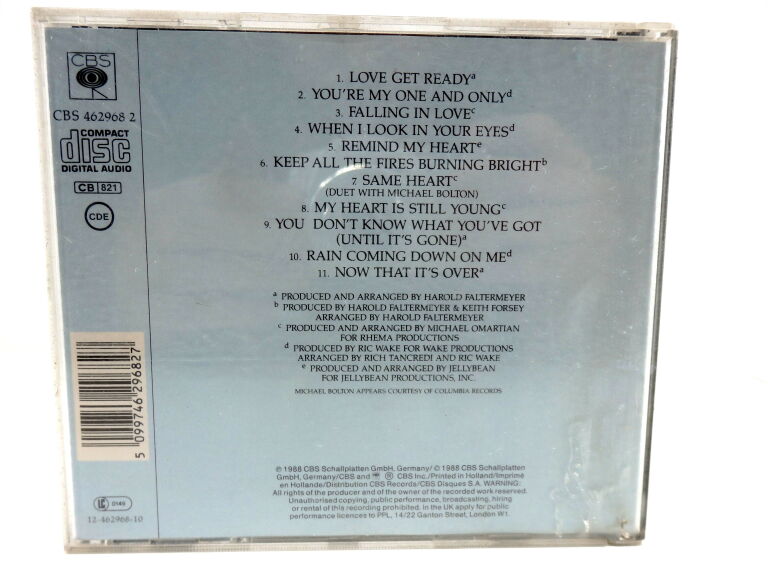 CBS
CBS 462968 2
COMPACT
disc
DIGITAL AUDIO
CB 821
CDE
1. LOVE GET READYa
2. YOU'RE MY ONE AND ONLYd
3. FALLING IN LOVEc
4. WHEN I LOOK IN YOUR EYESd
5. REMIND MY HEARTe
6. KEEP ALL THE FIRES BURNING BRIGHTb
7. SAME HEARTc
(DUET WITH MICHAEL BOLTON)
8. MY HEART IS STILL YOUNGc
9. YOU DON'T KNOW WHAT YOU'VE GOT
(UNTIL IT'S GONE)a
10. RAIN COMING DOWN ON MEd
11. NOW THAT IT'S OVERa
a PRODUCED AND ARRANGED BY HAROLD FALTERMEYER
b PRODUCED BY HAROLD FALTERMEYER & KEITH FORSEY
ARRANGED BY HAROLD FALTERMEYER
c PRODUCED AND ARRANGED BY MICHAEL OMARTIAN
FOR RHEMA PRODUCTIONS
d PRODUCED BY RIC WAKE FOR WAKE PRODUCTIONS
ARRANGED BY RICH TANCREDI AND RIC WAKE
e PRODUCED AND ARRANGED BY JELLYBEAN
FOR JELLYBEAN PRODUCTIONS, INC.
MICHAEL BOLTON APPEARS COURTESY OF COLUMBIA RECORDS
5 099746 296827
LC 0149
12-462968-10
℗ 1988 CBS Schallplatten GmbH, Germany/ © 1988 CBS Schallplatten
GmbH, Germany/CBS and ® CBS Inc./Printed in Holland/Imprimé
en Hollande/Distribution CBS Records/CBS Disques S.A. WARNING:
All rights of the producer and of the owner of the recorded work reserved.
Unauthorised copying, public performance, broadcasting, hiring
or rental of this recording prohibited. in the UK apply for public
performance licences to PPL, 14/22 Ganton Street, London W1.